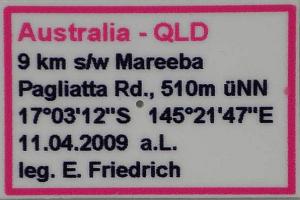 Australia - QLD
9 km s/w Mareeba
Pagliatta Rd., 510m üNN
17°03'12"S 145°21'47"E
11.04.2009 a.L.
leg. E. Friedrich